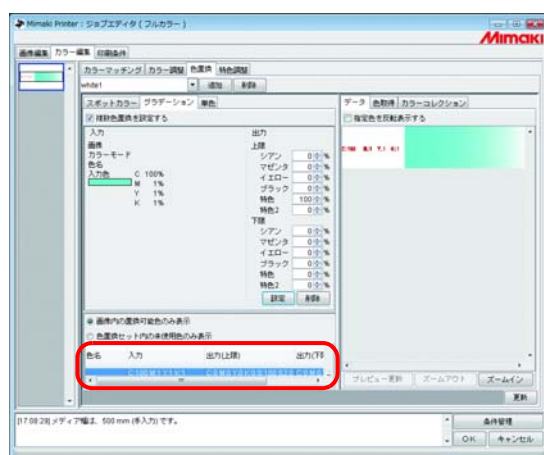 Mimaki Printer : ジョブエディタ ( フルカラー )
Mimaki
画像編集 カラー編集 印刷条件
カラーマッチング カラー調整 色置換 特色調整
white1 追加 削除
スポットカラー グラデーション 単色
データ 色取得 カラーコレクション
複数色置換を設定する
指定色を反転表示する
入力 出力
画像 上限
カラーモード シアン 0 %
色名 マゼンタ 0 %
入力色 C 100% イエロー 0 %
M 1% ブラック 0 %
Y 1% 特色 100 %
K 1% 特色2 0 %
下限
シアン 0 %
マゼンタ 0 %
イエロー 0 %
ブラック 0 %
特色 0 %
特色2 0 %
設定 削除
画像内の置換可能色のみ表示
色置換セット内の未使用色のみ表示
色名 入力 出力(上限) 出力(下限
C:100 M:1 Y:1 K:1
プレビュー更新 ズームアウト ズームイン
更新
[17:08:28] メディア幅は、500 mm (手入力) です。
条件管理
OK キャンセル